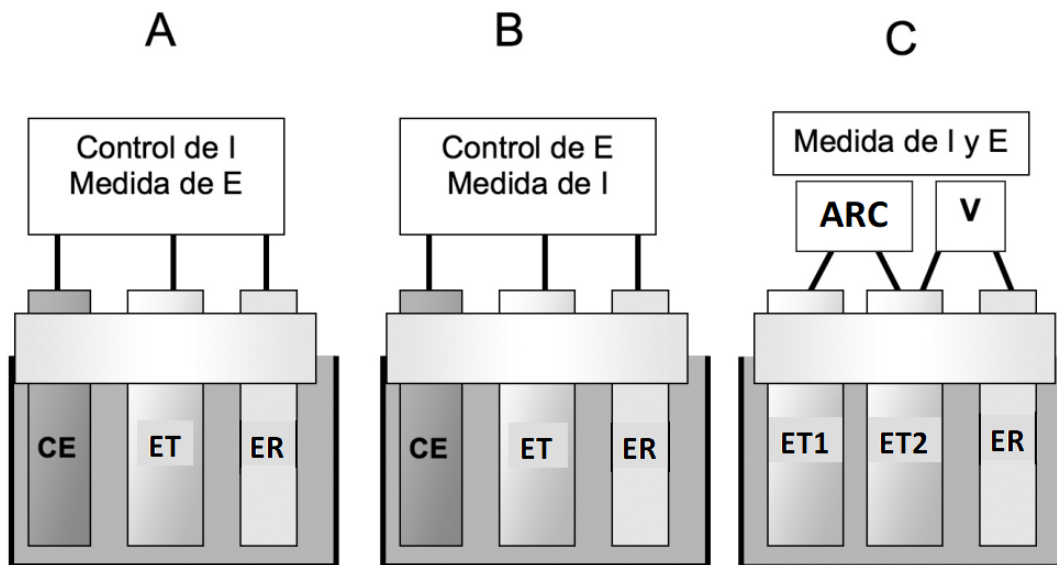 A
B
C
Control de I
Medida de E
Control de E
Medida de I
Medida de I y E
ARC
V
CE
ET
ER
CE
ET
ER
ET1
ET2
ER